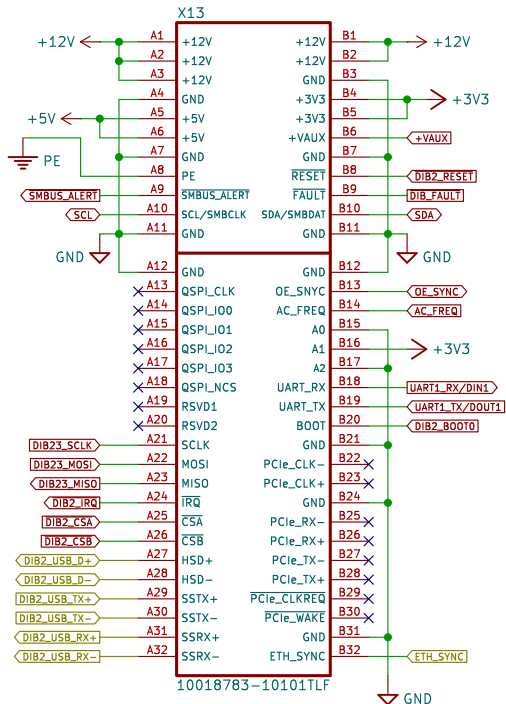 X13
+12V A1 +12V +12V B1 +12V
A2 +12V +12V B2
A3 +12V GND B3
A4 GND +3V3 B4 +3V3
+5V A5 +5V +3V3 B5
A6 +5V +VAUX B6 +VAUX
A7 GND GND B7
PE A8 PE RESET B8 DIB2_RESET
SMBUS_ALERT A9 SMBUS_ALERT FAULT B9 DIB_FAULT
SCL A10 SCL/SMBCLK SDA/SMBDAT B10 SDA
A11 GND GND B11
GND GND
A12 GND GND B12
A13 QSPI_CLK OE_SNYC B13 OE_SYNC
A14 QSPI_IO0 AC_FREQ B14 AC_FREQ
A15 QSPI_IO1 A0 B15
A16 QSPI_IO2 A1 B16 +3V3
A17 QSPI_IO3 A2 B17
A18 QSPI_NCS UART_RX B18 UART1_RX/DIN1
A19 RSVD1 UART_TX B19 UART1_TX/DOUT1
A20 RSVD2 BOOT B20 DIB2_BOOT0
DIB23_SCLK A21 SCLK GND B21
DIB23_MOSI A22 MOSI PCIe_CLK- B22
DIB23_MISO A23 MISO PCIe_CLK+ B23
DIB2_IRQ A24 IRQ GND B24
DIB2_CSA A25 CSA PCIe_RX- B25
DIB2_CSB A26 CSB PCIe_RX+ B26
DIB2_USB_D+ A27 HSD+ PCIe_TX- B27
DIB2_USB_D- A28 HSD- PCIe_TX+ B28
DIB2_USB_TX+ A29 SSTX+ PCIe_CLKREQ B29
DIB2_USB_TX- A30 SSTX- PCIe_WAKE B30
DIB2_USB_RX+ A31 SSRX+ GND B31
DIB2_USB_RX- A32 SSRX- ETH_SYNC B32 ETH_SYNC
10018783-10101TLF
GND